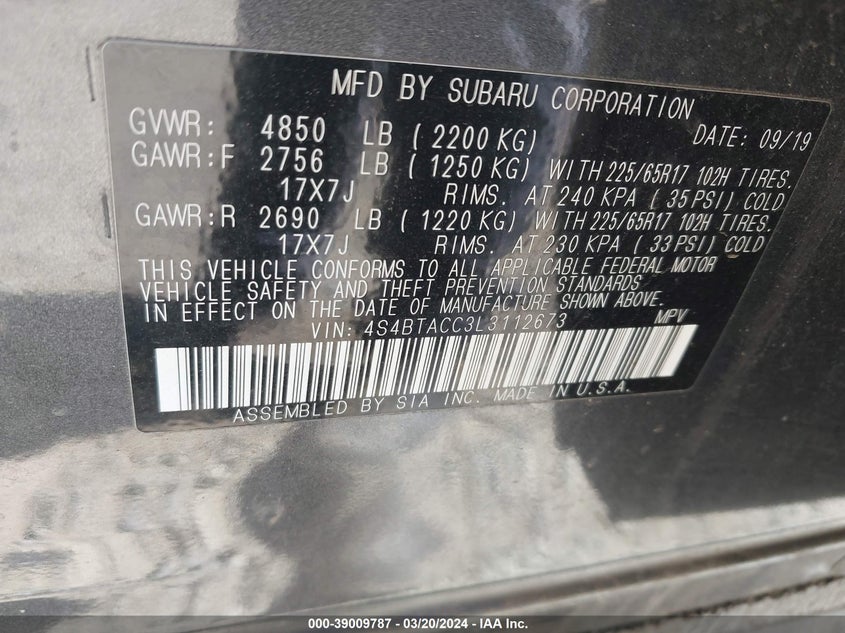 MFD BY SUBARU CORPORATION
GVWR: 4850 LB (2200 KG) DATE: 09/19
GAWR:F 2756 LB (1250 KG) WITH 225/65R17 102H TIRES.
17X7J RIMS. AT 240 KPA (35 PSI) COLD
GAWR:R 2690 LB (1220 KG) WITH 225/65R17 102H TIRES.
17X7J RIMS. AT 230 KPA (33 PSI) COLD
THIS VEHICLE CONFORMS TO ALL APPLICABLE FEDERAL MOTOR
VEHICLE SAFETY AND THEFT PREVENTION STANDARDS
IN EFFECT ON THE DATE OF MANUFACTURE SHOWN ABOVE.
VIN: 4S4BTACC3L3112673 MPV
ASSEMBLED BY SIA INC. MADE IN U.S.A.
000-39009787 - 03/20/2024 - IAA Inc.